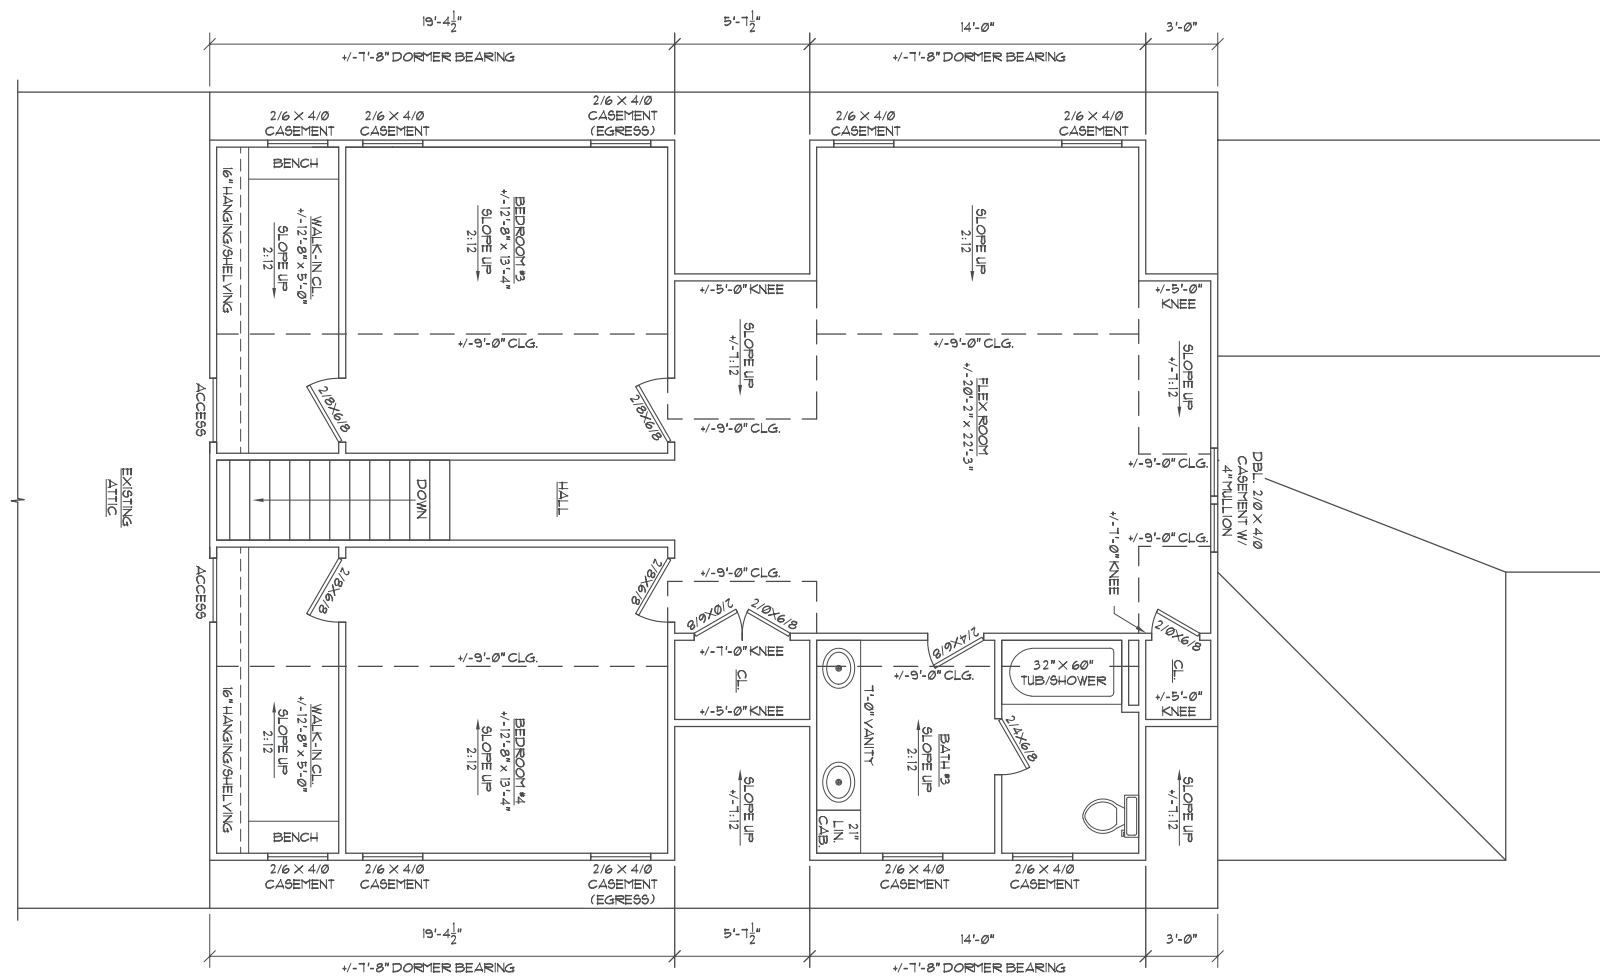 19'-4½"
5'-7½"
14'-0"
3'-0"
+/-7'-8" DORMER BEARING
+/-7'-8" DORMER BEARING
2/6 X 4/0
CASEMENT
2/6 X 4/0
CASEMENT
2/6 X 4/0
CASEMENT
(EGRESS)
2/6 X 4/0
CASEMENT
2/6 X 4/0
CASEMENT
BENCH
16" HANGING/SHELVING
WALK-IN CL.
+/-12'-8" x 5'-0"
SLOPE UP
2:12
BEDROOM #3
+/-12'-8" x 13'-4"
SLOPE UP
2:12
SLOPE UP
2:12
+/-5'-0" KNEE
+/-5'-0"
KNEE
+/-9'-0" CLG.
+/-9'-0" CLG.
SLOPE UP
+/-7:12
SLOPE UP
+/-7:12
ACCESS
2/8X6/8
2/8X6/8
+/-9'-0" CLG.
FLEX ROOM
+/-20'-2" x 22'-3"
+/-9'-0" CLG.
DBL. 2/0 X 4/0
CASEMENT W/
4" MULLION
EXISTING
ATTIC
DOWN
HALL
+/-9'-0" CLG.
+/-7'-0" KNEE
ACCESS
2/8X6/8
2/8X6/8
+/-9'-0" CLG.
2/0X6/8
2/0X6/8
2/4X6/8
2/0X6/8
+/-7'-0" KNEE
CL.
+/-5'-0" KNEE
+/-9'-0" CLG.
+/-9'-0" CLG.
32" X 60"
TUB/SHOWER
CL.
+/-5'-0"
KNEE
16" HANGING/SHELVING
WALK-IN CL.
+/-12'-8" x 5'-0"
SLOPE UP
2:12
BEDROOM #4
+/-12'-8" x 13'-4"
SLOPE UP
2:12
7'-0" VANITY
BATH #3
SLOPE UP
2:12
2/4X6/8
SLOPE UP
+/-7:12
SLOPE UP
+/-7:12
BENCH
21"
LIN.
CAB.
2/6 X 4/0
CASEMENT
2/6 X 4/0
CASEMENT
2/6 X 4/0
CASEMENT
(EGRESS)
2/6 X 4/0
CASEMENT
2/6 X 4/0
CASEMENT
19'-4½"
5'-7½"
14'-0"
3'-0"
+/-7'-8" DORMER BEARING
+/-7'-8" DORMER BEARING